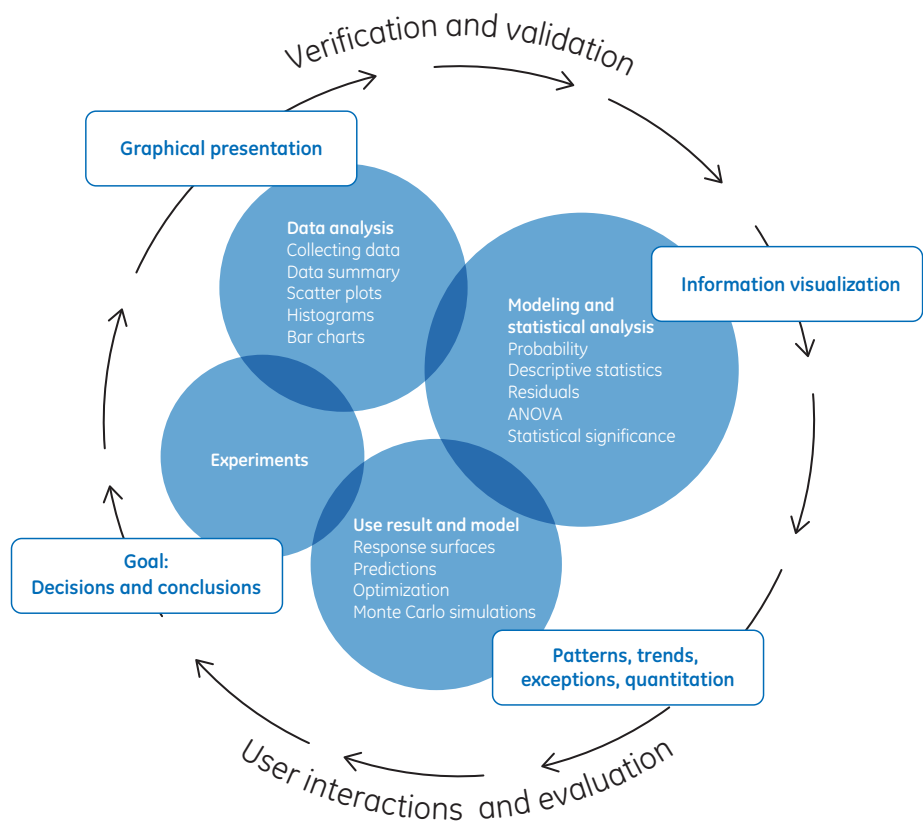 Verification and validation
Graphical presentation
Data analysis
Collecting data
Data summary
Scatter plots
Histograms
Bar charts
Information visualization
Modeling and
statistical analysis
Probability
Descriptive statistics
Residuals
ANOVA
Statistical significance
Experiments
Use result and model
Response surfaces
Predictions
Optimization
Monte Carlo simulations
Goal:
Decisions and conclusions
Patterns, trends,
exceptions, quantitation
User interactions and evaluation